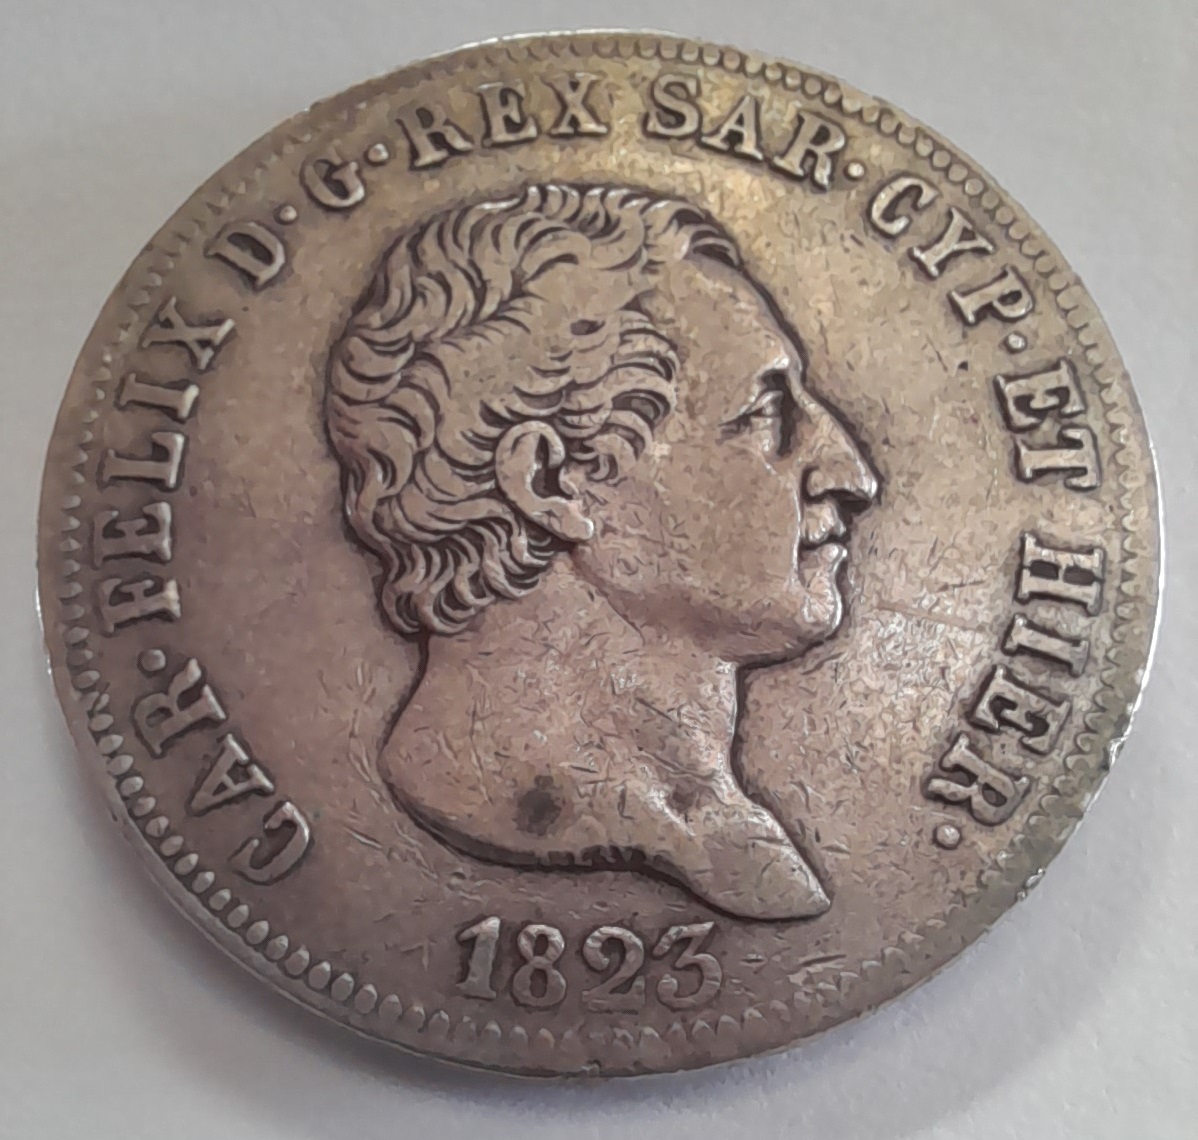 CAR·FELIX D·G·REX SAR·CYP·ET HIER·
1823